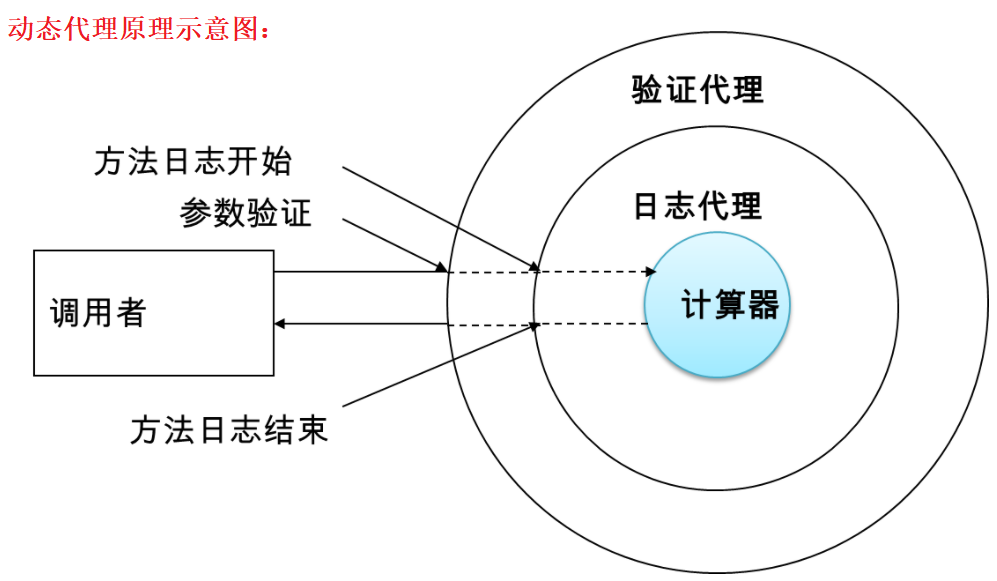 动态代理原理示意图：
验证代理
方法日志开始
日志代理
参数验证
调用者
计算器
方法日志结束